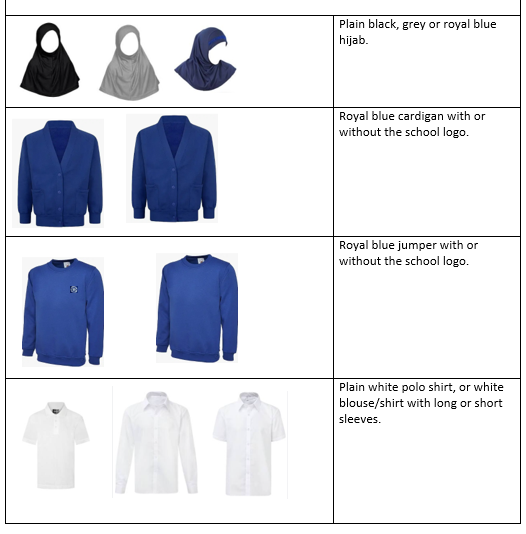 Plain black, grey or royal blue
hijab.
Royal blue cardigan with or
without the school logo.
Royal blue jumper with or
without the school logo.
Plain white polo shirt, or white
blouse/shirt with long or short
sleeves.